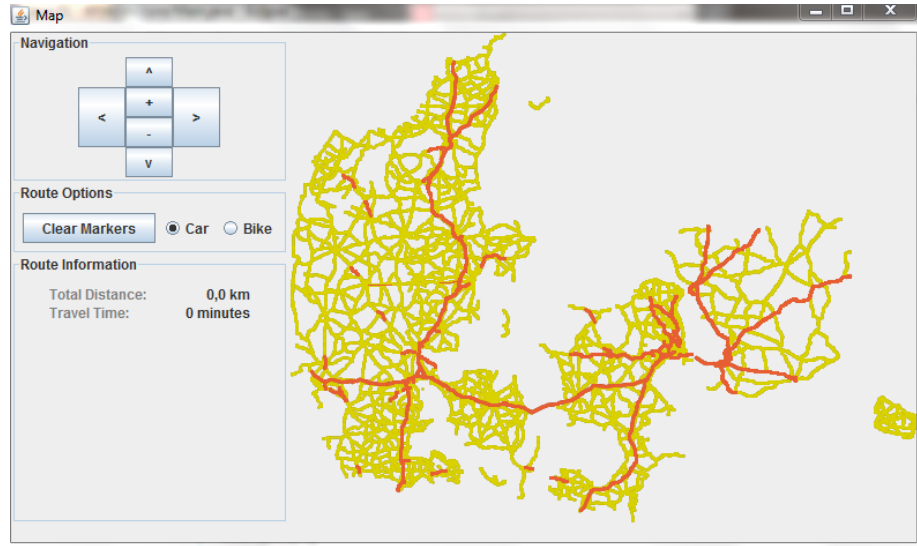 Map
Navigation
^
< + >
-
v
Route Options
Clear Markers Car Bike
Route Information
Total Distance: 0,0 km
Travel Time: 0 minutes